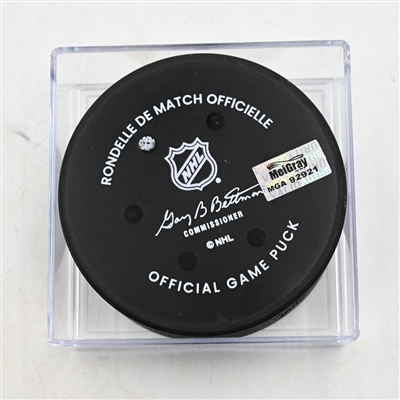 RONDELLE DE MATCH OFFICIELLE
NHL
MeiGray
MGA 92921
Gary B Bettman
COMMISSIONER
© NHL
OFFICIAL GAME PUCK